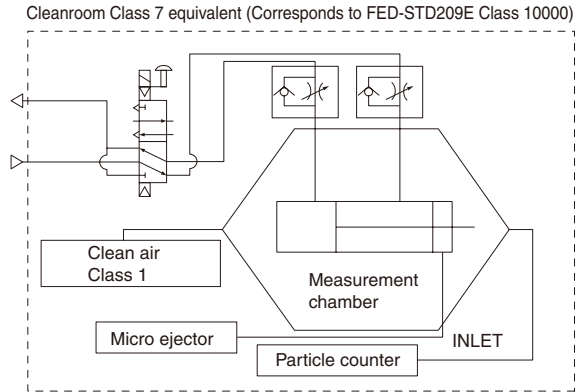 Cleanroom Class 7 equivalent (Corresponds to FED-STD209E Class 10000)
Clean air
Class 1
Measurement
chamber
Micro ejector
INLET
Particle counter